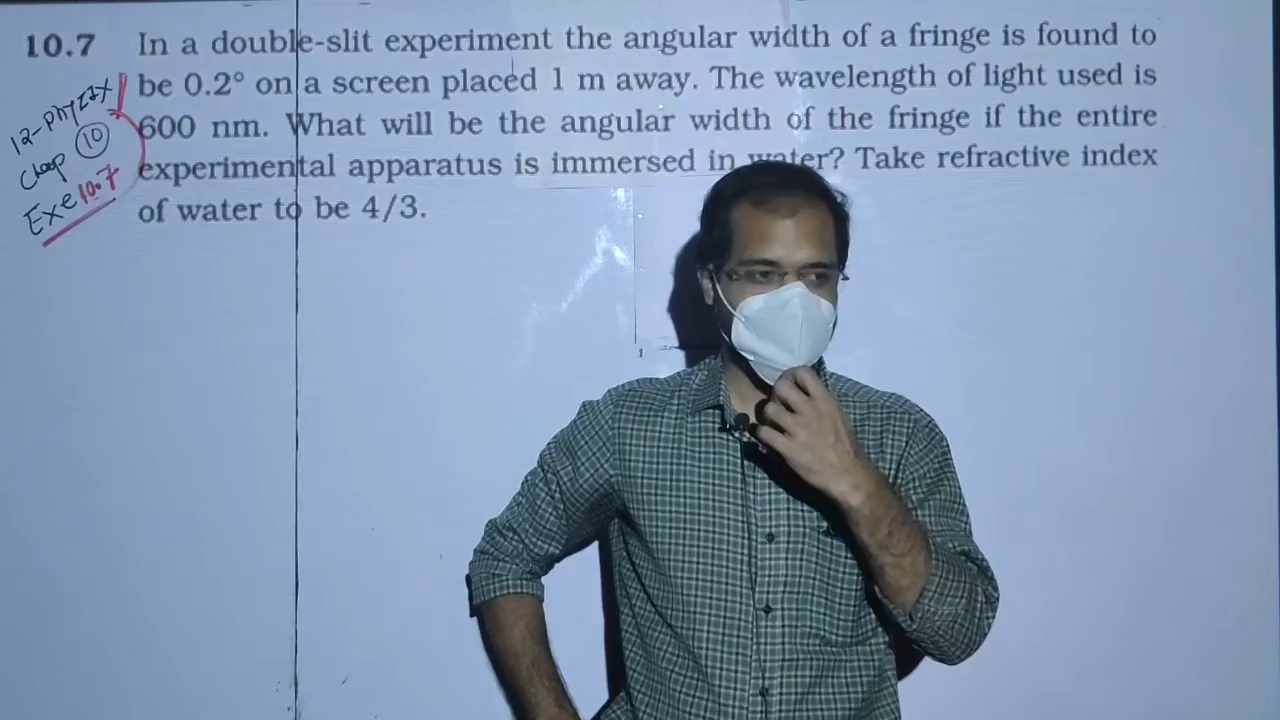 10.7 In a double-slit experiment the angular width of a fringe is found to
be 0.2° on a screen placed 1 m away. The wavelength of light used is
600 nm. What will be the angular width of the fringe if the entire
experimental apparatus is immersed in water? Take refractive index
of water to be 4/3.
12-Phy
Chap 10
Exe 10.7